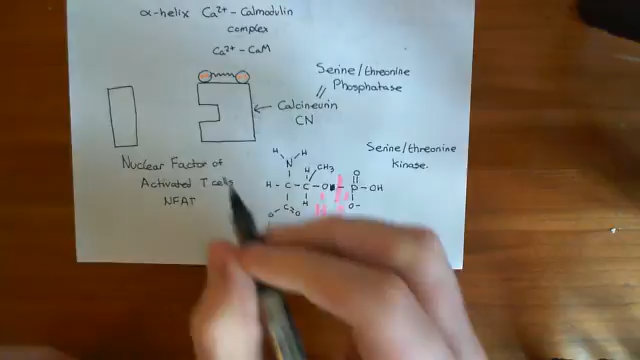 α-helix Ca²⁺-Calmodulin
complex
Ca²⁺-CaM
Serine/threonine
Phosphatase
Calcineurin
CN
Serine/threonine
kinase.
Nuclear Factor of
Activated T cells
NFAT
H H
N
H CH₃
O
H - C - C - O - P - OH
H
C O
O
O-
H